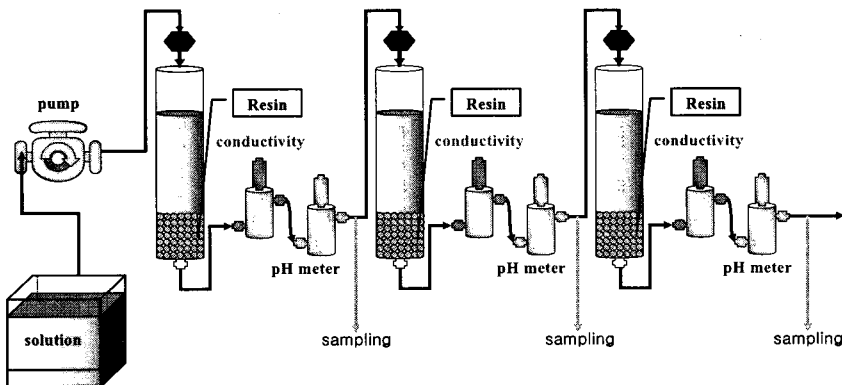 pump
Resin
conductivity
pH meter
solution
sampling
Resin
conductivity
pH meter
sampling
Resin
conductivity
pH meter
sampling